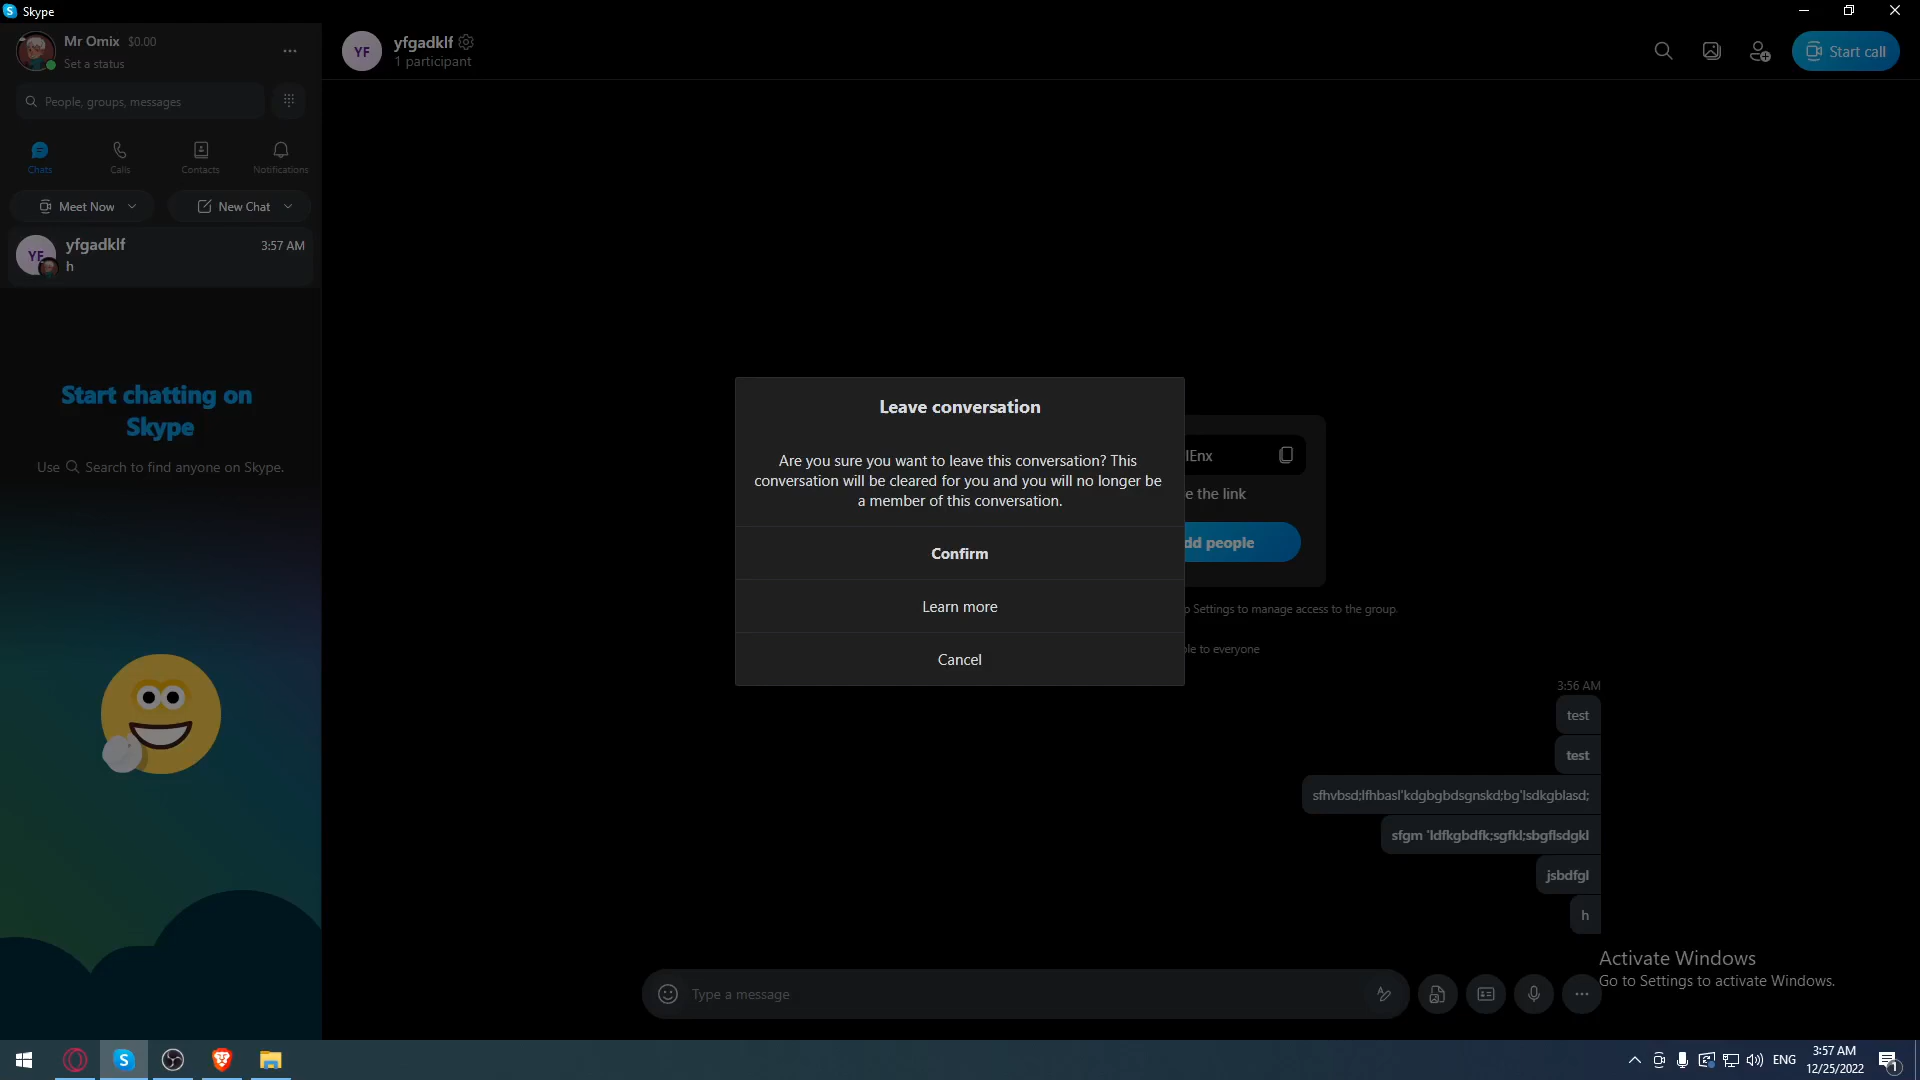 Skype
Mr Omix $0.00
Set a status
People, groups, messages
Chats
Calls
Contacts
Notifications
Meet Now
New Chat
YF
yfgadklf
3:57 AM
h
Start chatting on
Skype
Use Search to find anyone on Skype.
YF
yfgadklf
1 participant
Start call
Leave conversation
Are you sure you want to leave this conversation? This
conversation will be cleared for you and you will no longer be
a member of this conversation.
Confirm
Learn more
Cancel
lEnx
e the link
dd people
o Settings to manage access to the group
ble to everyone
3:56 AM
test
test
sfhvbsd;lfhbasl'kdgbgbdsgnskd;bg'lsdkgblasd;
sfgm 'ldfkgbdfk;sgfkl;sbgflsdgkl
jsbdfgl
h
Type a message
Activate Windows
Go to Settings to activate Windows.
ENG
3:57 AM
12/25/2022
1